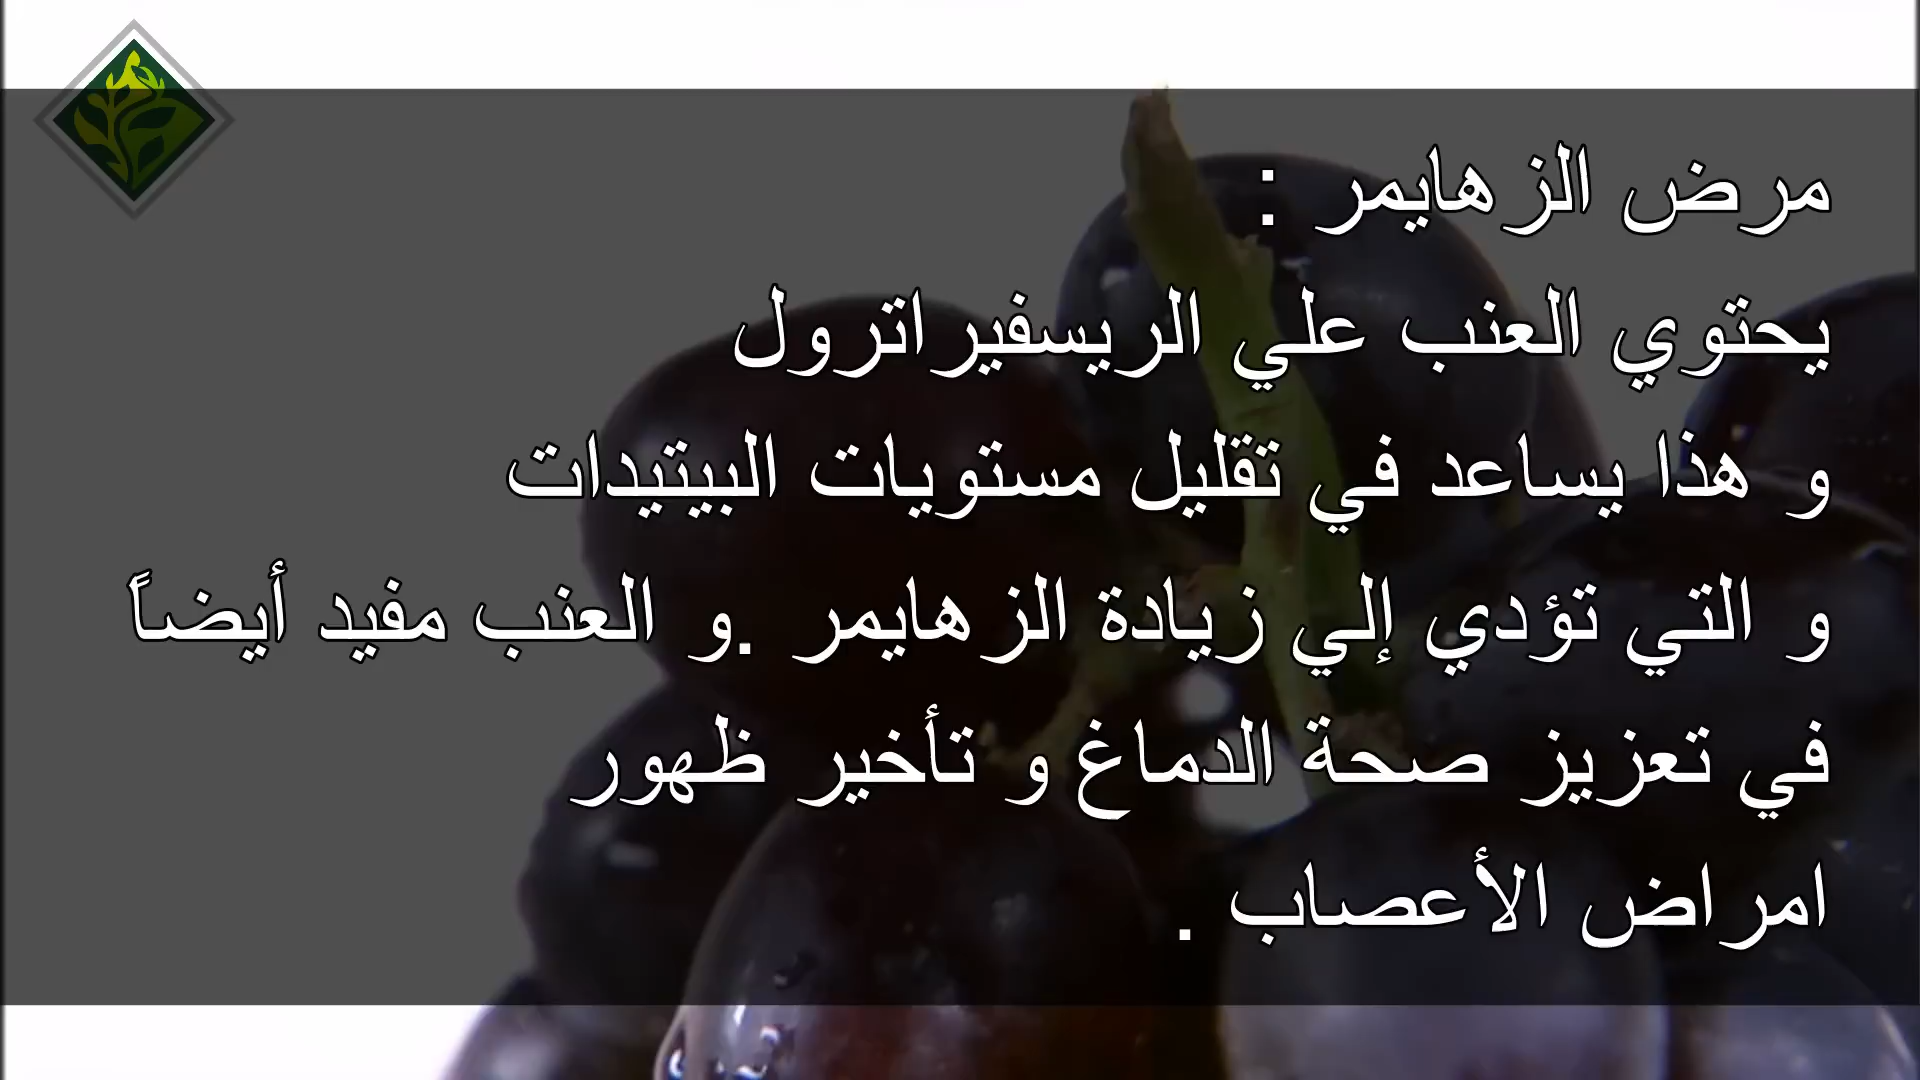 مرض الزهايمر :
يحتوي العنب علي الريسفيراترول
و هذا يساعد في تقليل مستويات البيتيدات
و التي تؤدي إلي زيادة الزهايمر .و العنب مفيد أيضاً
في تعزيز صحة الدماغ و تأخير ظهور
امراض الأعصاب .